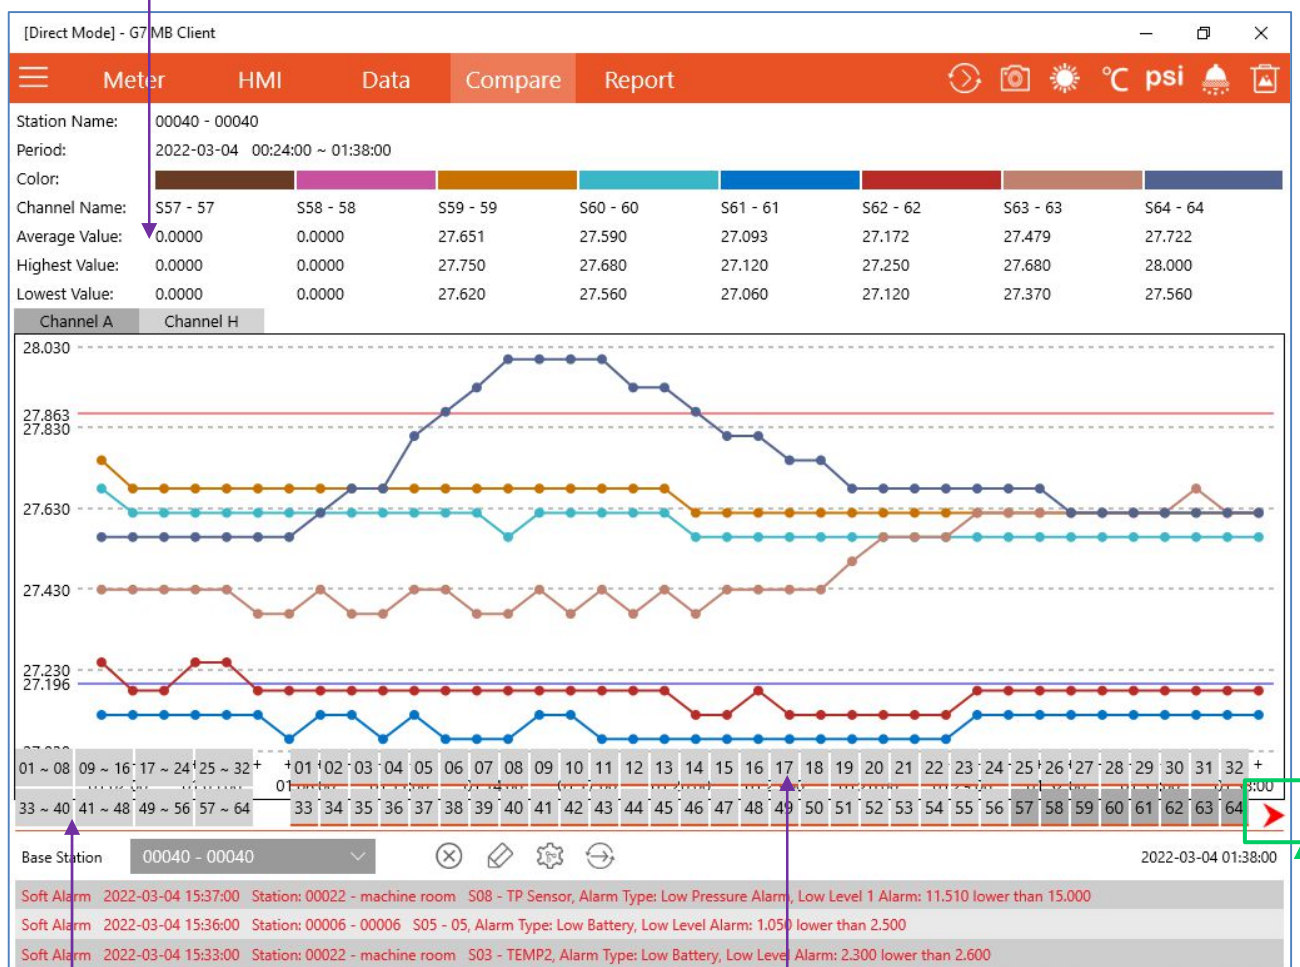 [Direct Mode] - G7 MB Client
Meter HMI Data Compare Report °C psi
Station Name: 00040 - 00040
Period: 2022-03-04 00:24:00 ~ 01:38:00
Color:
Channel Name: S57 - 57 S58 - 58 S59 - 59 S60 - 60 S61 - 61 S62 - 62 S63 - 63 S64 - 64
Average Value: 0.0000 0.0000 27.651 27.590 27.093 27.172 27.479 27.722
Highest Value: 0.0000 0.0000 27.750 27.680 27.120 27.250 27.680 28.000
Lowest Value: 0.0000 0.0000 27.620 27.560 27.060 27.120 27.370 27.560
Channel A Channel H
28.030
27.863
27.830
27.630
27.430
27.230
27.196
01 ~ 08 09 ~ 16 17 ~ 24 25 ~ 32 + + 01 02 03 04 05 06 07 08 09 10 11 12 13 14 15 16 17 18 19 20 21 22 23 24 25 26 27 28 29 30 31 32 +
33 ~ 40 41 ~ 48 49 ~ 56 57 ~ 64 33 34 35 36 37 38 39 40 41 42 43 44 45 46 47 48 49 50 51 52 53 54 55 56 57 58 59 60 61 62 63 64
Base Station 00040 - 00040 2022-03-04 01:38:00
Soft Alarm 2022-03-04 15:37:00 Station: 00022 - machine room S08 - TP Sensor, Alarm Type: Low Pressure Alarm, Low Level 1 Alarm: 11.510 lower than 15.000
Soft Alarm 2022-03-04 15:36:00 Station: 00006 - 00006 S05 - 05, Alarm Type: Low Battery, Low Level Alarm: 1.050 lower than 2.500
Soft Alarm 2022-03-04 15:33:00 Station: 00022 - machine room S03 - TEMP2, Alarm Type: Low Battery, Low Level Alarm: 2.300 lower than 2.600